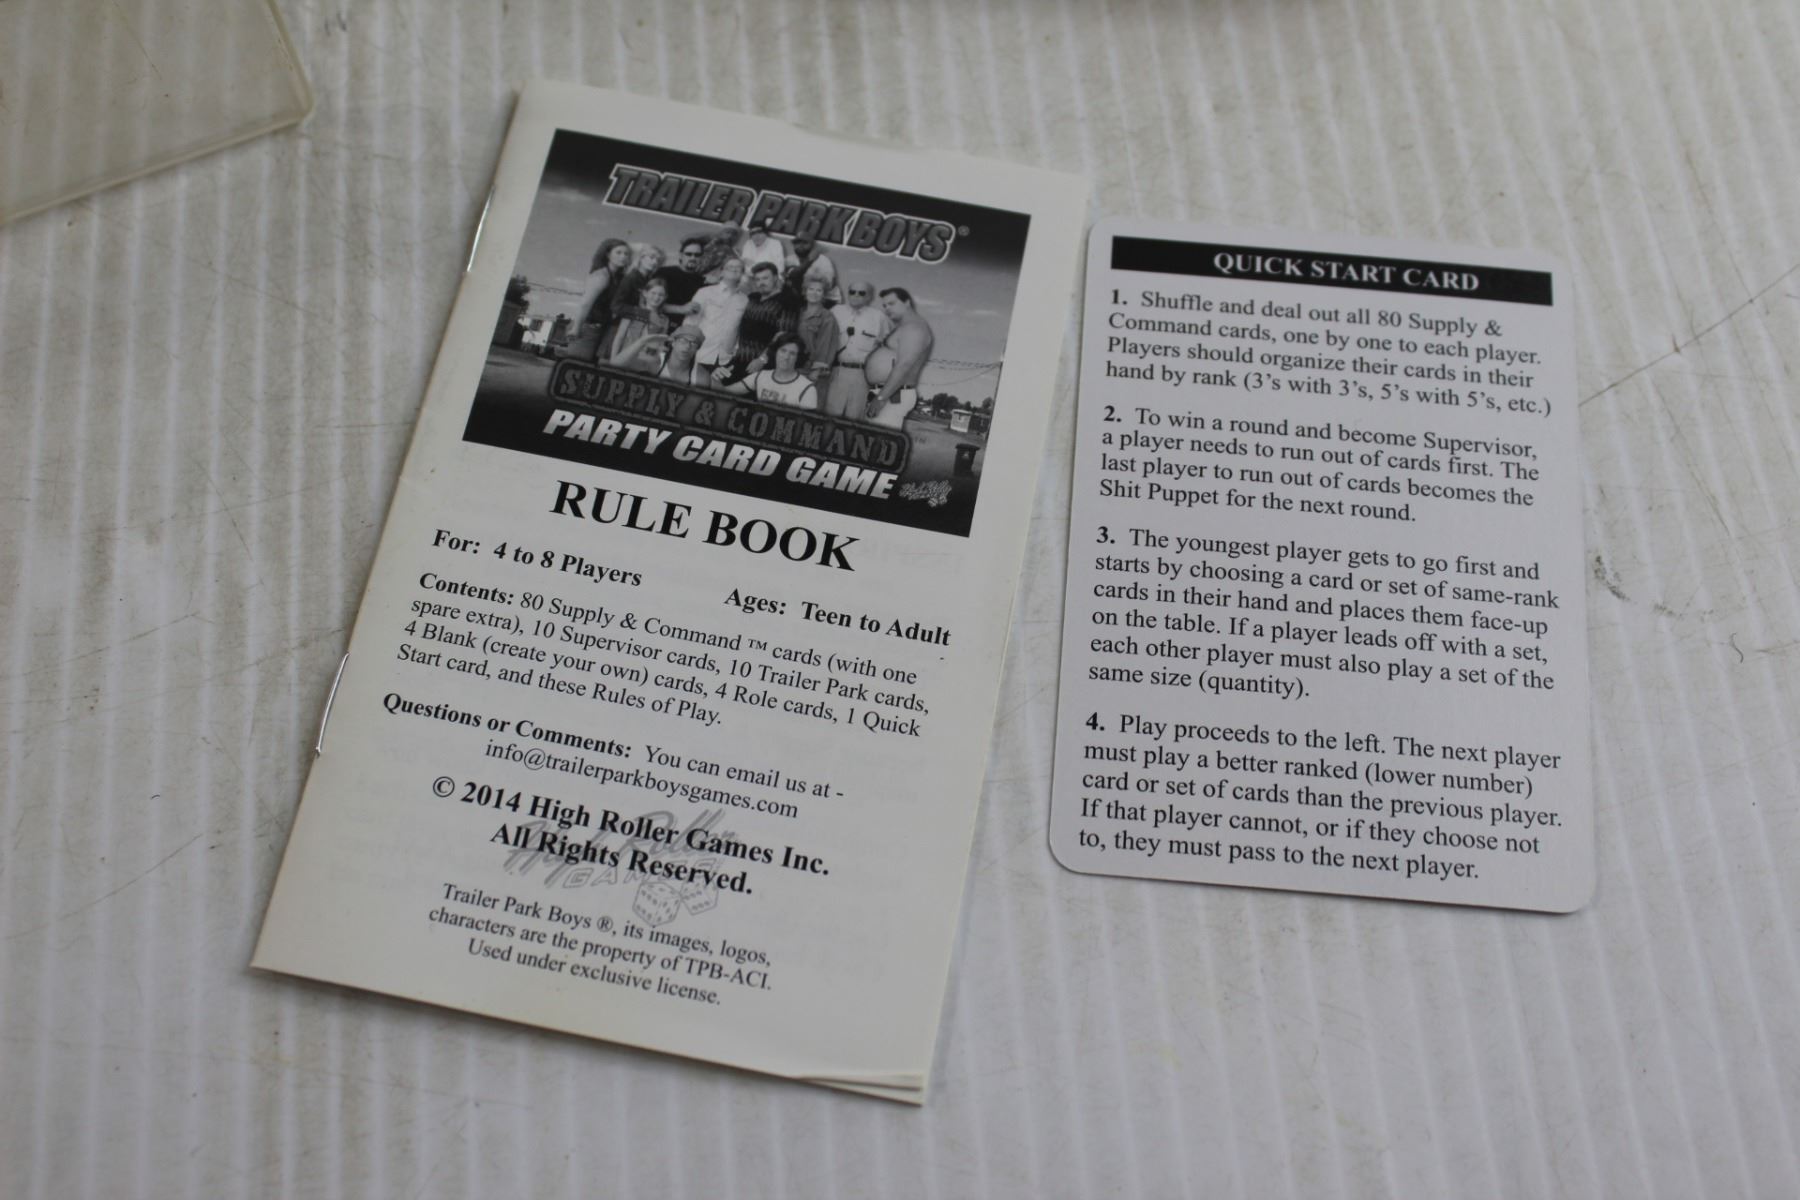 TRAILER PARK BOYS®
SUPPLY & COMMAND™
PARTY CARD GAME
RULE BOOK
For: 4 to 8 Players
Ages: Teen to Adult
Contents: 80 Supply & Command ™ cards (with one
spare extra), 10 Supervisor cards, 10 Trailer Park cards,
4 Blank (create your own) cards, 4 Role cards, 1 Quick
Start card, and these Rules of Play.
Questions or Comments: You can email us at -
info@trailerparkboysgames.com
© 2014 High Roller Games Inc.
All Rights Reserved.
High Roller
GAMES
Trailer Park Boys ®, its images, logos,
characters are the property of TPB-ACI.
Used under exclusive license.
QUICK START CARD
1. Shuffle and deal out all 80 Supply &
Command cards, one by one to each player.
Players should organize their cards in their
hand by rank (3's with 3's, 5's with 5's, etc.)
2. To win a round and become Supervisor,
a player needs to run out of cards first. The
last player to run out of cards becomes the
Shit Puppet for the next round.
3. The youngest player gets to go first and
starts by choosing a card or set of same-rank
cards in their hand and places them face-up
on the table. If a player leads off with a set,
each other player must also play a set of the
same size (quantity).
4. Play proceeds to the left. The next player
must play a better ranked (lower number)
card or set of cards than the previous player.
If that player cannot, or if they choose not
to, they must pass to the next player.